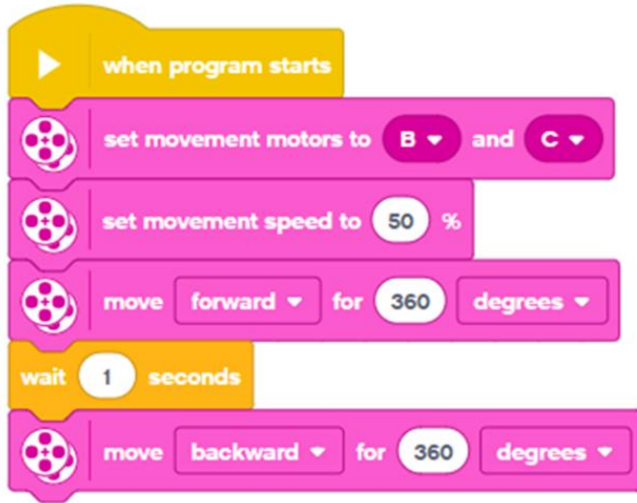 when program starts
set movement motors to B and C
set movement speed to 50 %
move forward for 360 degrees
wait 1 seconds
move backward for 360 degrees